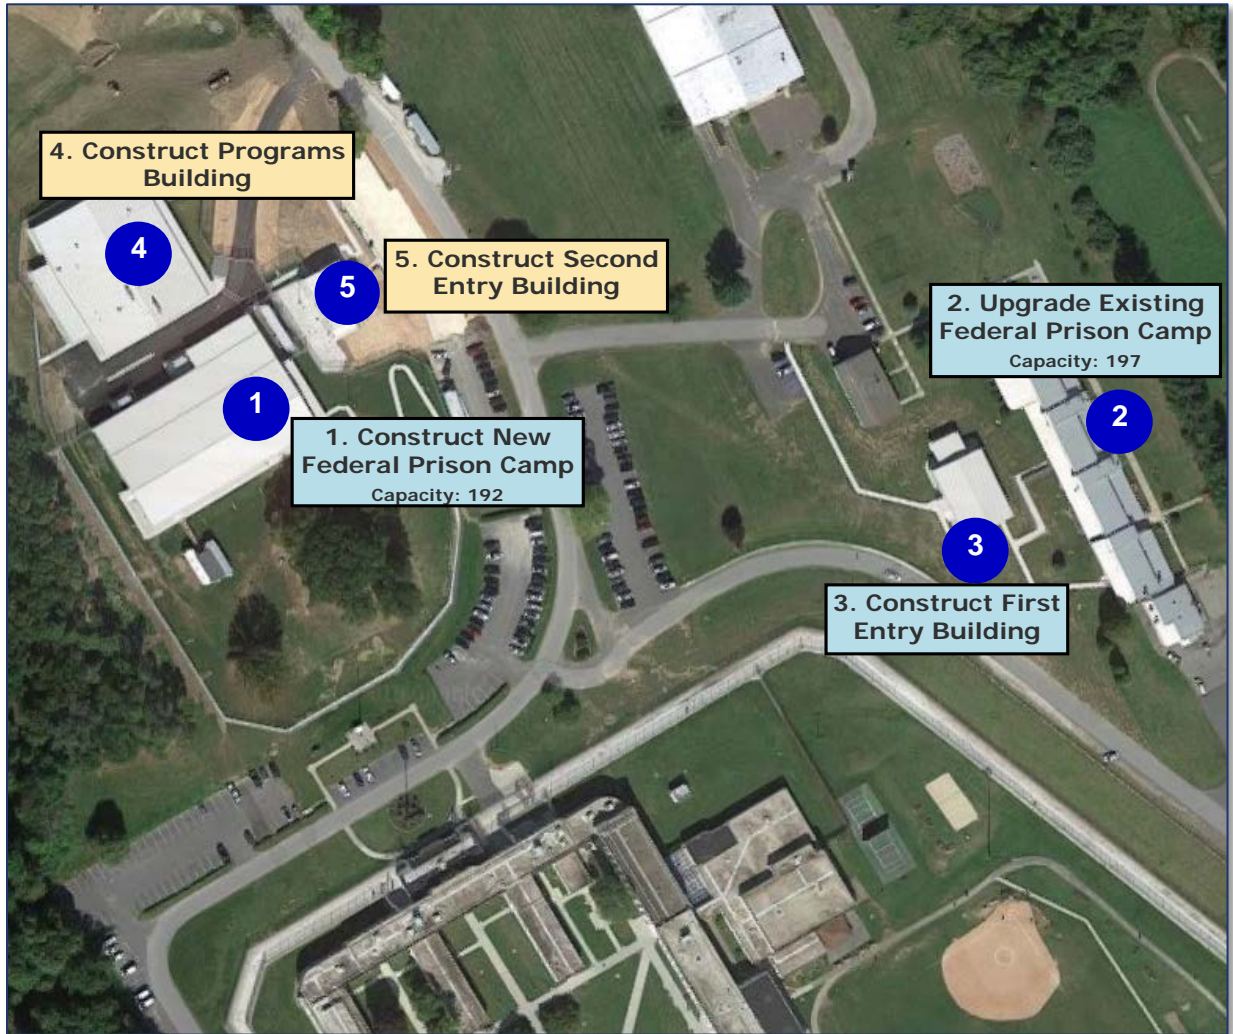 4. Construct Programs
Building
4
5. Construct Second
Entry Building
5
2. Upgrade Existing
Federal Prison Camp
Capacity: 197
2
1
1. Construct New
Federal Prison Camp
Capacity: 192
3
3. Construct First
Entry Building